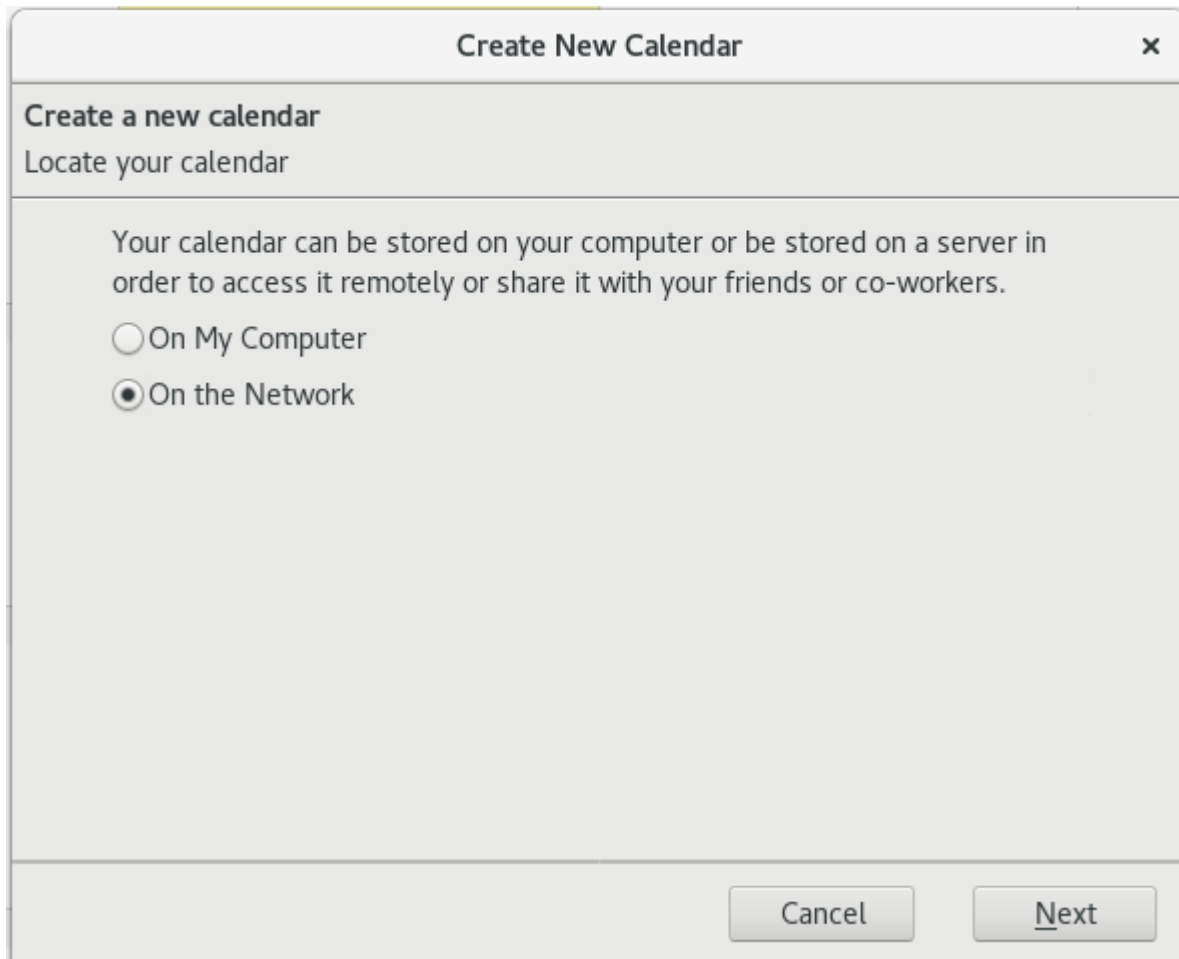 Create New Calendar
Create a new calendar
Locate your calendar
Your calendar can be stored on your computer or be stored on a server in
order to access it remotely or share it with your friends or co-workers.
On My Computer
On the Network
Cancel
Next